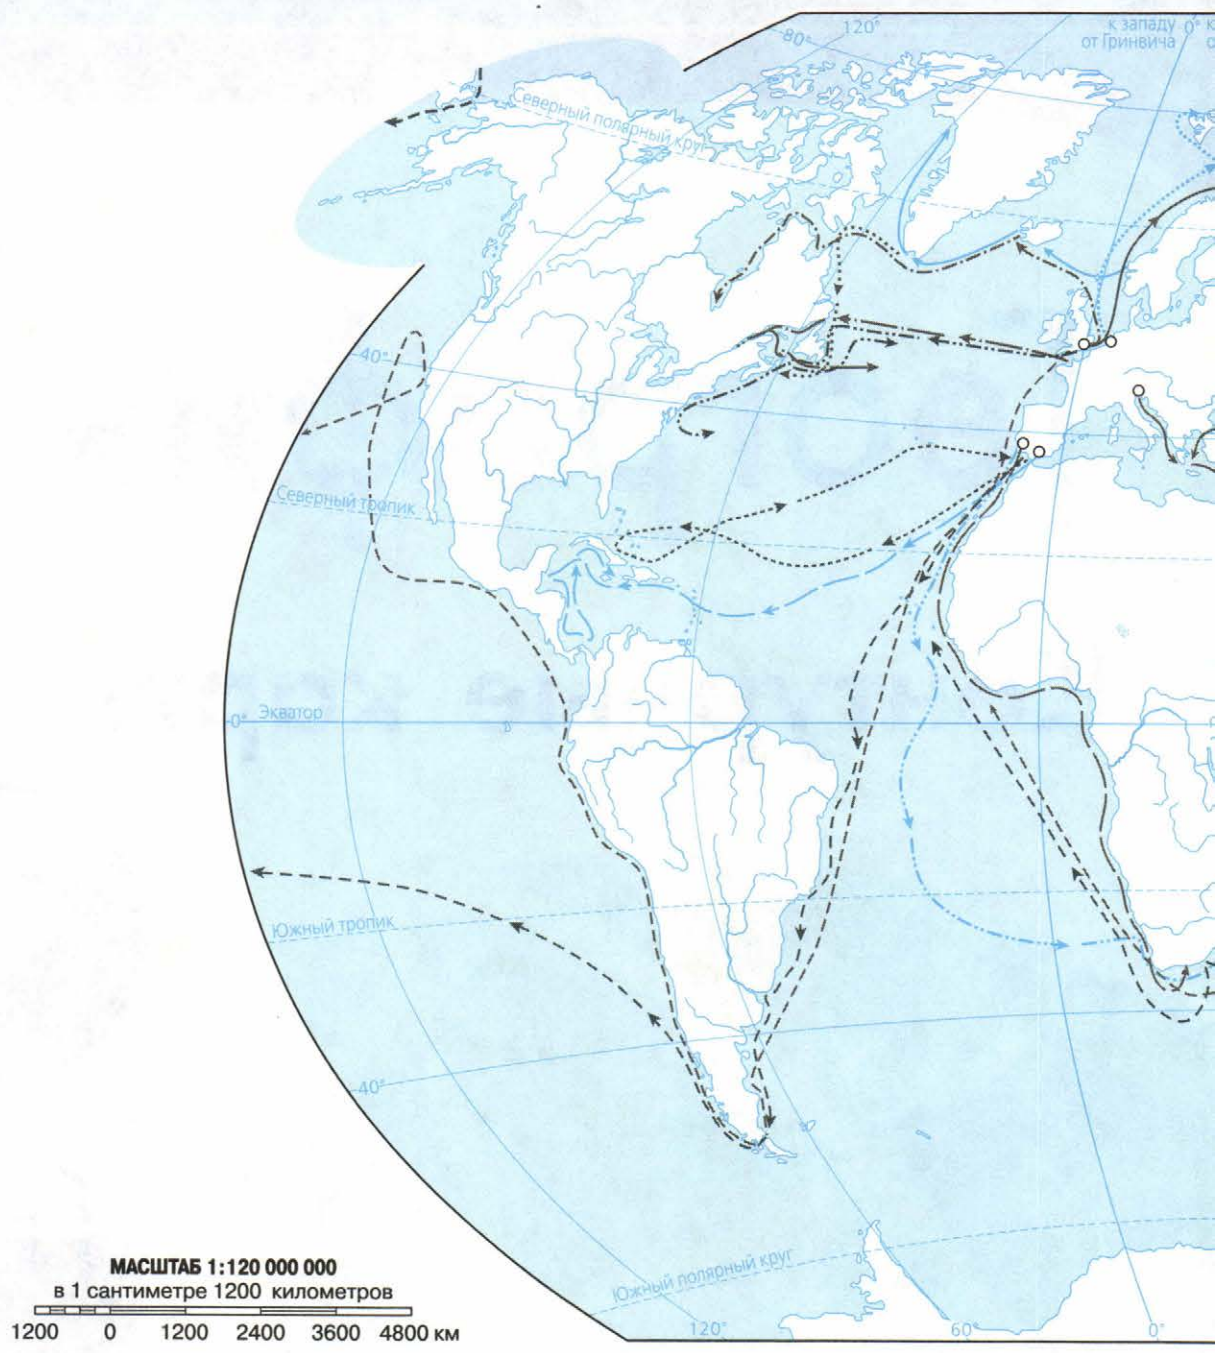 80°
120°
к западу 0° к
от Гринвича о
Северный полярный круг
40°
Северный тропик
0° Экватор
Южный тропик
40°
МАСШТАБ 1:120 000 000
в 1 сантиметре 1200 километров
1200 0 1200 2400 3600 4800 км
Южный полярный круг
120° 60° 0°